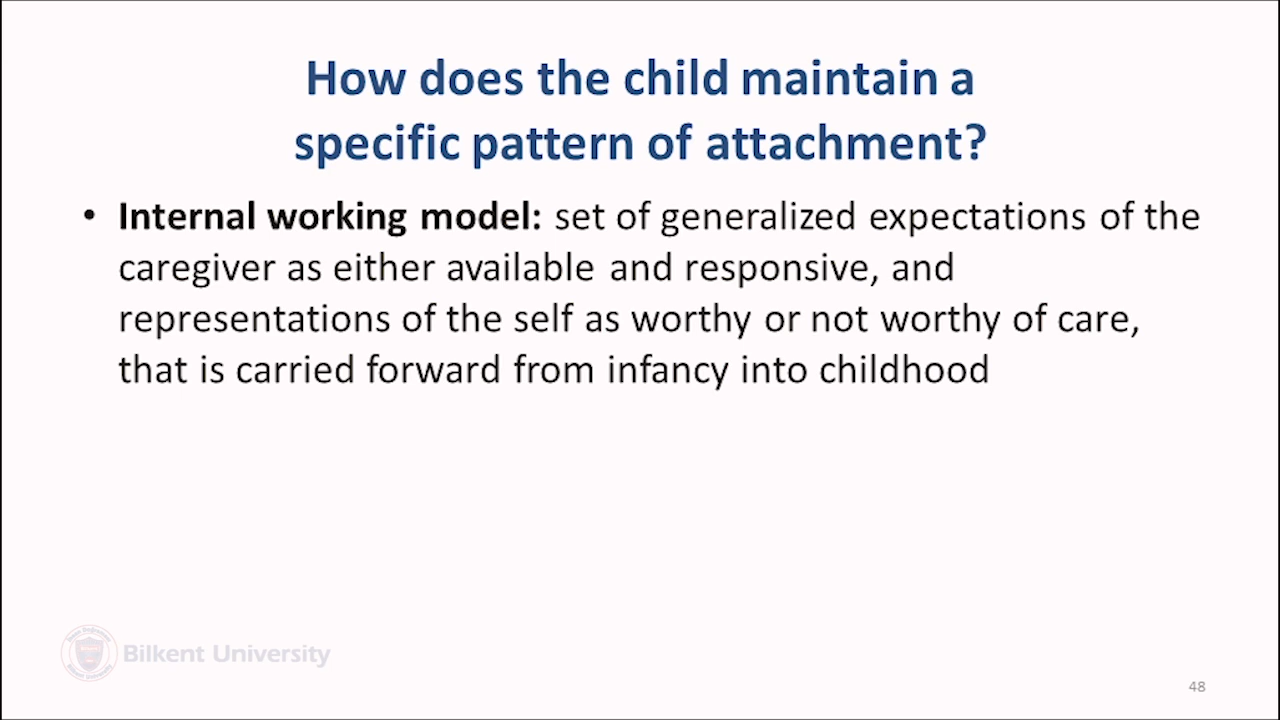 How does the child maintain a
specific pattern of attachment?
• Internal working model: set of generalized expectations of the
caregiver as either available and responsive, and
representations of the self as worthy or not worthy of care,
that is carried forward from infancy into childhood
Bilkent University
48